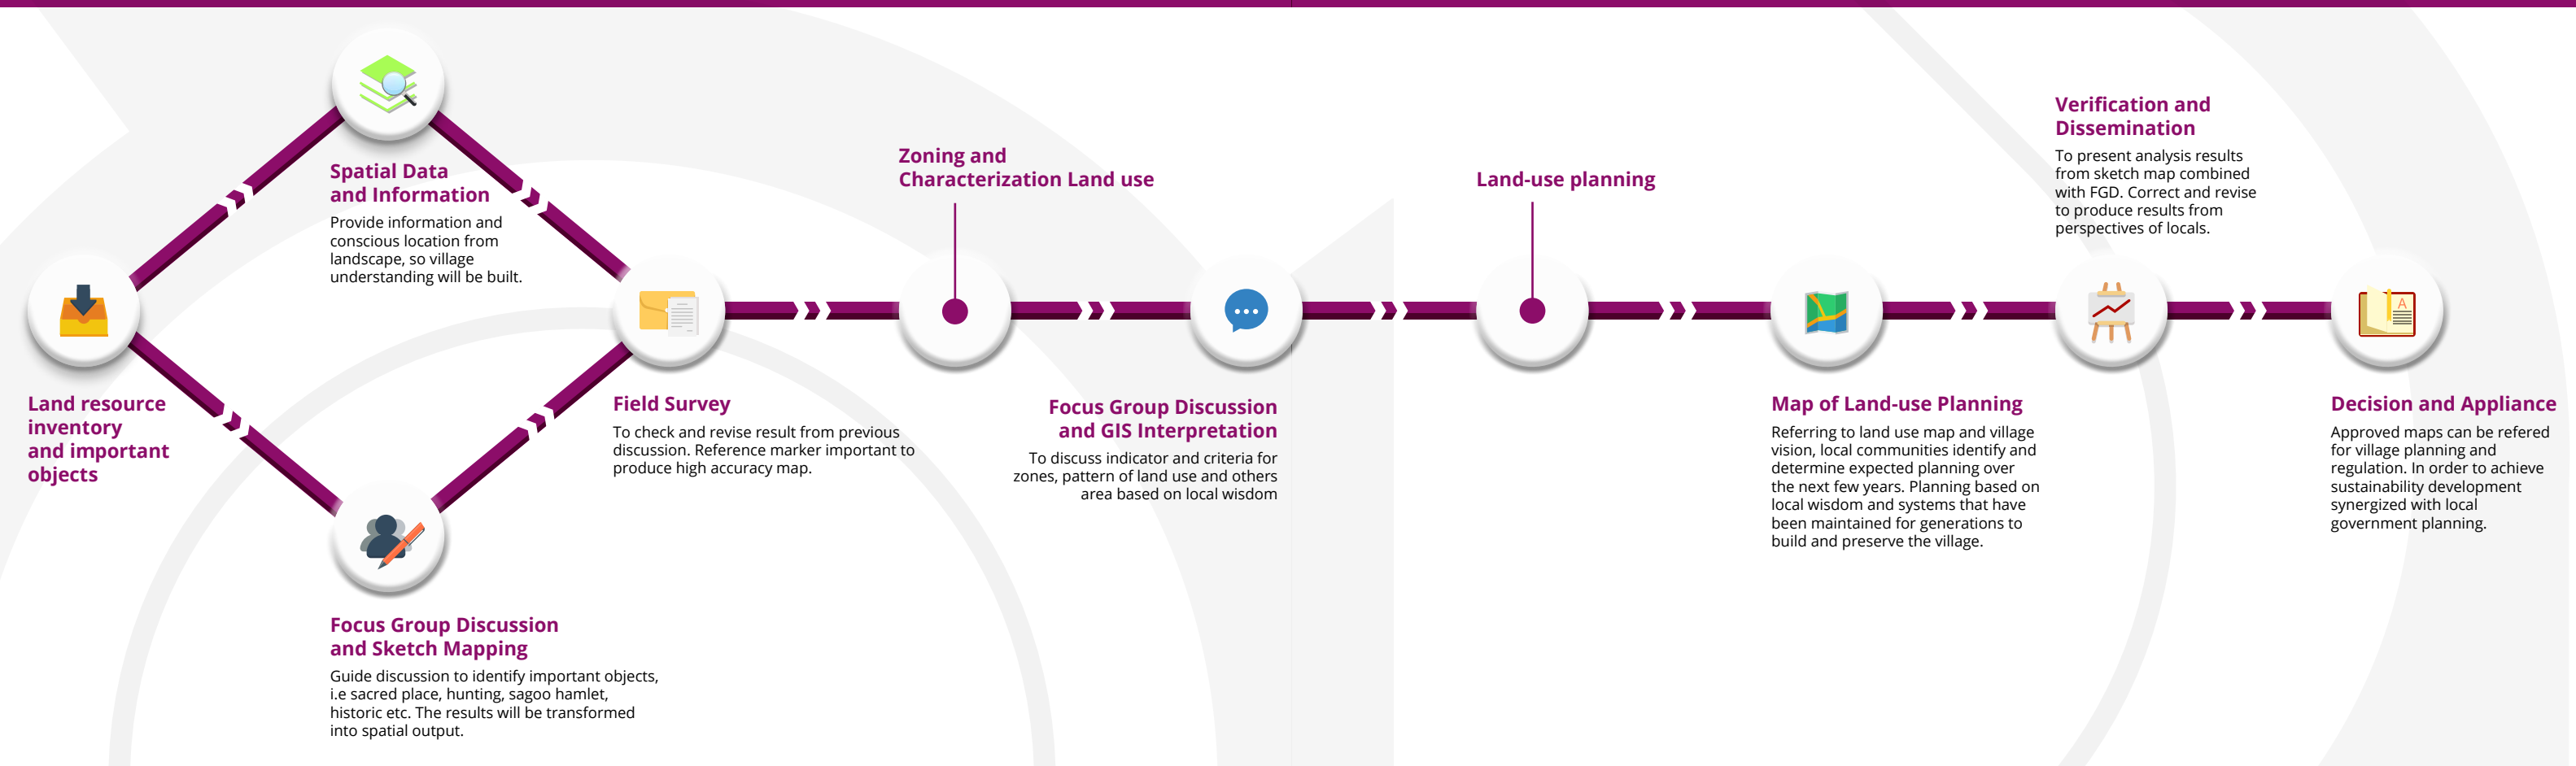 Land resource
inventory
and important
objects
Spatial Data
and Information
Provide information and
conscious location from
landscape, so village
understanding will be built.
Focus Group Discussion
and Sketch Mapping
Guide discussion to identify important objects,
i.e sacred place, hunting, sagoo hamlet,
historic etc. The results will be transformed
into spatial output.
Field Survey
To check and revise result from previous
discussion. Reference marker important to
produce high accuracy map.
Zoning and
Characterization Land use
Focus Group Discussion
and GIS Interpretation
To discuss indicator and criteria for
zones, pattern of land use and others
area based on local wisdom
Land-use planning
Map of Land-use Planning
Referring to land use map and village
vision, local communities identify and
determine expected planning over
the next few years. Planning based on
local wisdom and systems that have
been maintained for generations to
build and preserve the village.
Verification and
Dissemination
To present analysis results
from sketch map combined
with FGD. Correct and revise
to produce results from
perspectives of locals.
A
Decision and Appliance
Approved maps can be refered
for village planning and
regulation. In order to achieve
sustainability development
synergized with local
government planning.